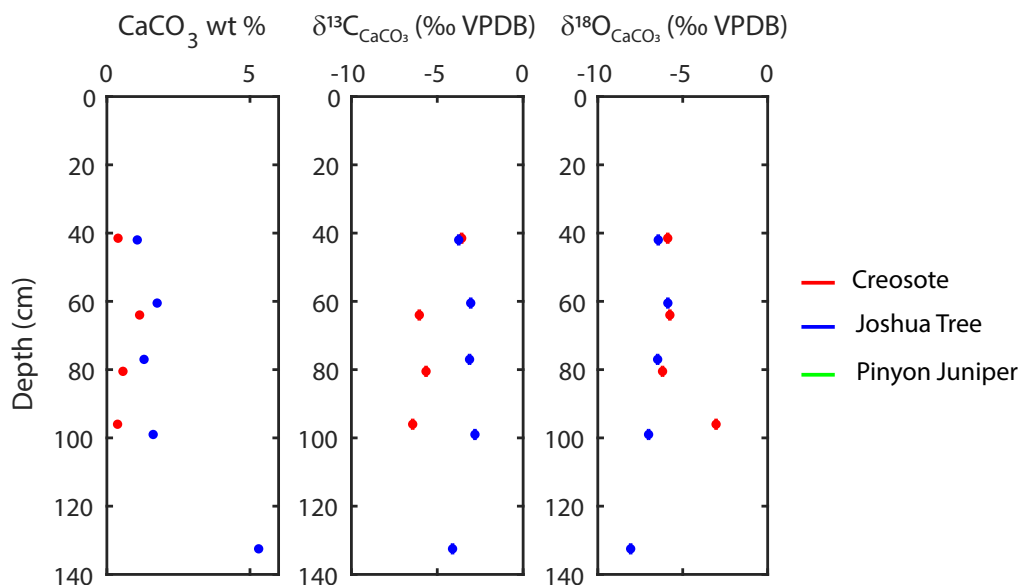 CaCO₃ wt % δ¹³C_CaCO₃ (‰ VPDB) δ¹⁸O_CaCO₃ (‰ VPDB)
0 5 -10 -5 0 -10 -5 0
0 0 0
20 20 20
40 40 40
60 60 60
80 80 80
100 100 100
120 120 120
140 140 140
Depth (cm)
Creosote
Joshua Tree
Pinyon Juniper